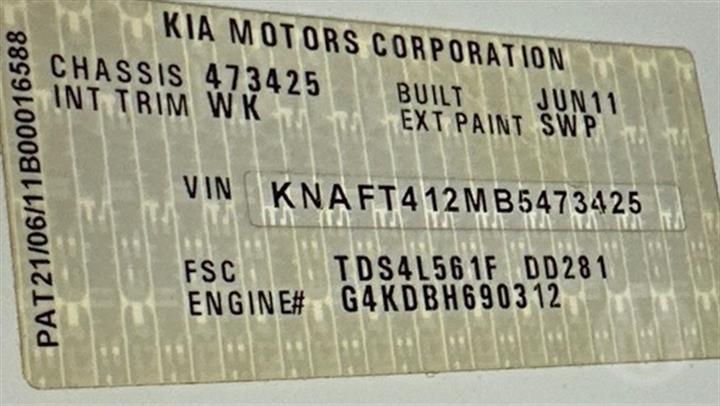 KIA MOTORS CORPORATION
CHASSIS 473425
INT TRIM WK
BUILT JUN11
EXT PAINT SWP
VIN KNAFT412MB5473425
FSC TDS4L561F DD281
ENGINE# G4KDBH690312
PAT21/06/11B00016588